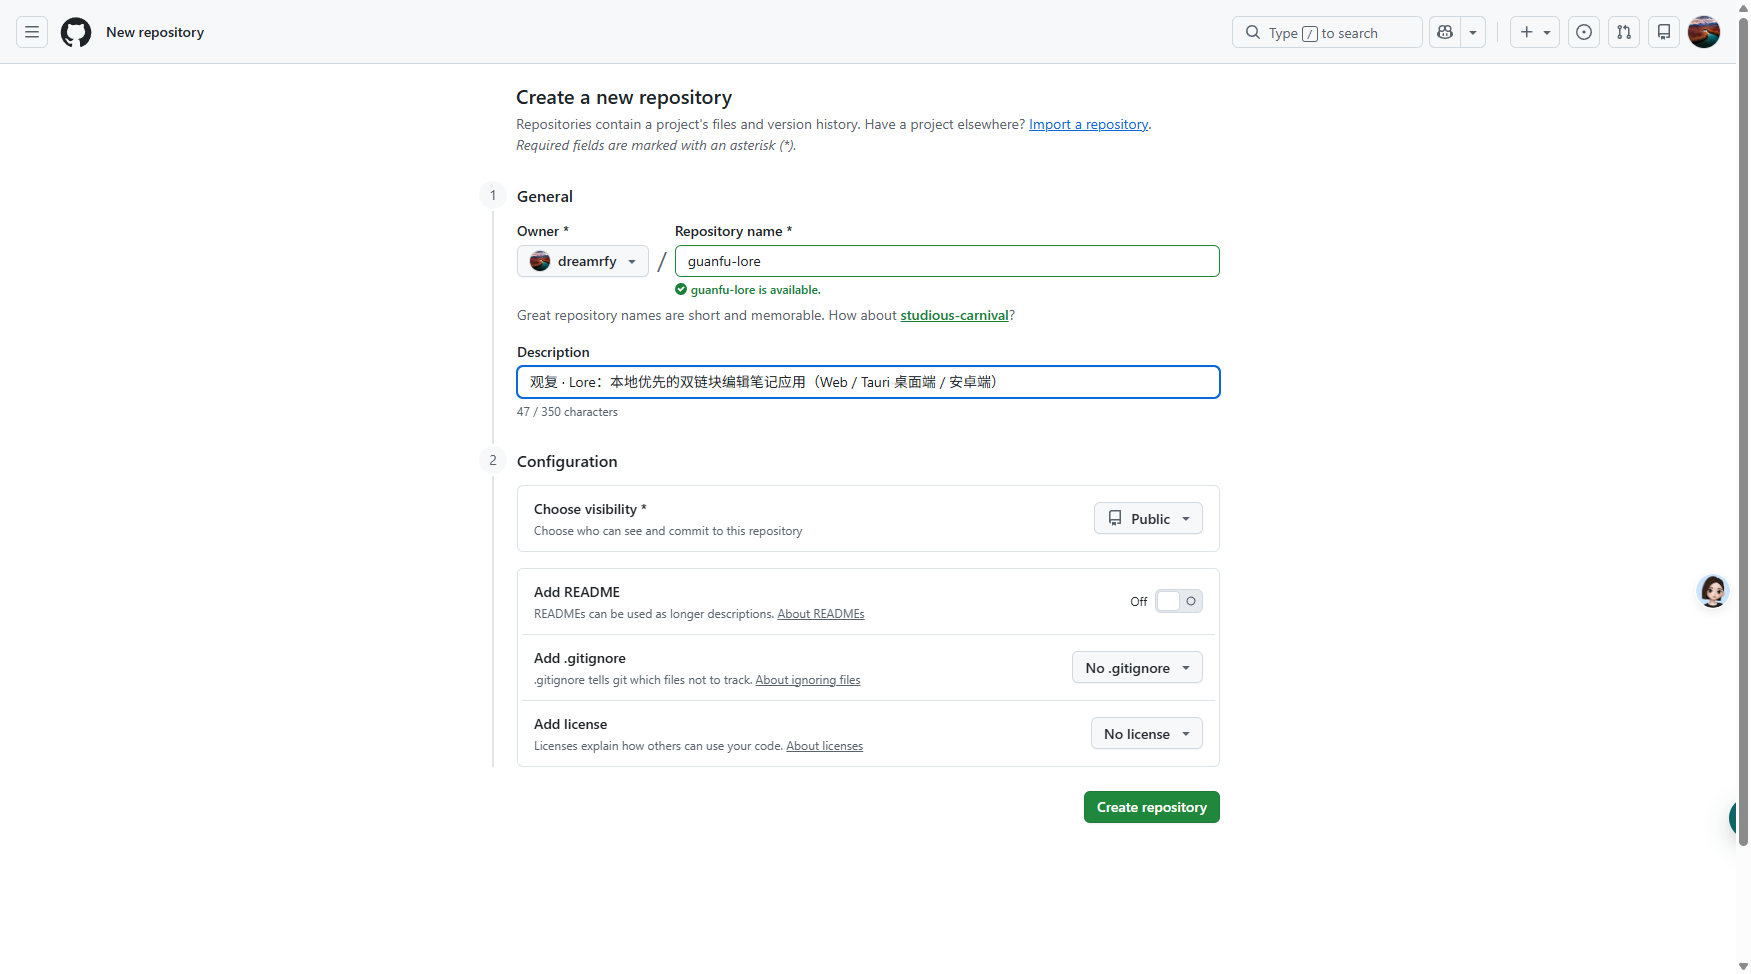 New repository
Type / to search
Create a new repository
Repositories contain a project's files and version history. Have a project elsewhere? Import a repository.
Required fields are marked with an asterisk (*).
1
General
Owner *
Repository name *
dreamrfy
/
guanfu-lore
guanfu-lore is available.
Great repository names are short and memorable. How about studious-carnival?
Description
观复 · Lore：本地优先的双链块编辑笔记应用（Web / Tauri 桌面端 / 安卓端）
47 / 350 characters
2
Configuration
Choose visibility *
Choose who can see and commit to this repository
Public
Add README
READMEs can be used as longer descriptions. About READMEs
Off
Add .gitignore
.gitignore tells git which files not to track. About ignoring files
No .gitignore
Add license
Licenses explain how others can use your code. About licenses
No license
Create repository